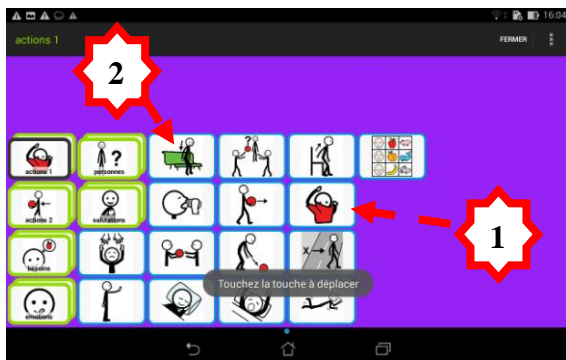 16:04
actions 1
FERMER
2
?
?
H
actions 1
personnes
actions 2
salutations
1
besoins
x
Touchez la touche à déplacer
émotions